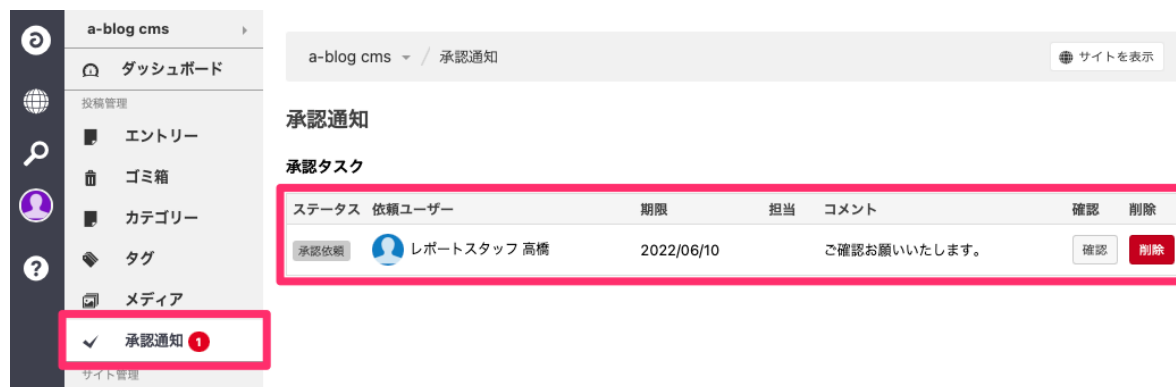 a-blog cms
ダッシュボード
投稿管理
エントリー
ゴミ箱
カテゴリー
タグ
メディア
承認通知 1
サイト管理
a-blog cms / 承認通知
サイトを表示
承認通知
承認タスク
ステータス 依頼ユーザー 期限 担当 コメント 確認 削除
承認依頼 レポートスタッフ 高橋 2022/06/10 ご確認お願いいたします。 確認 削除